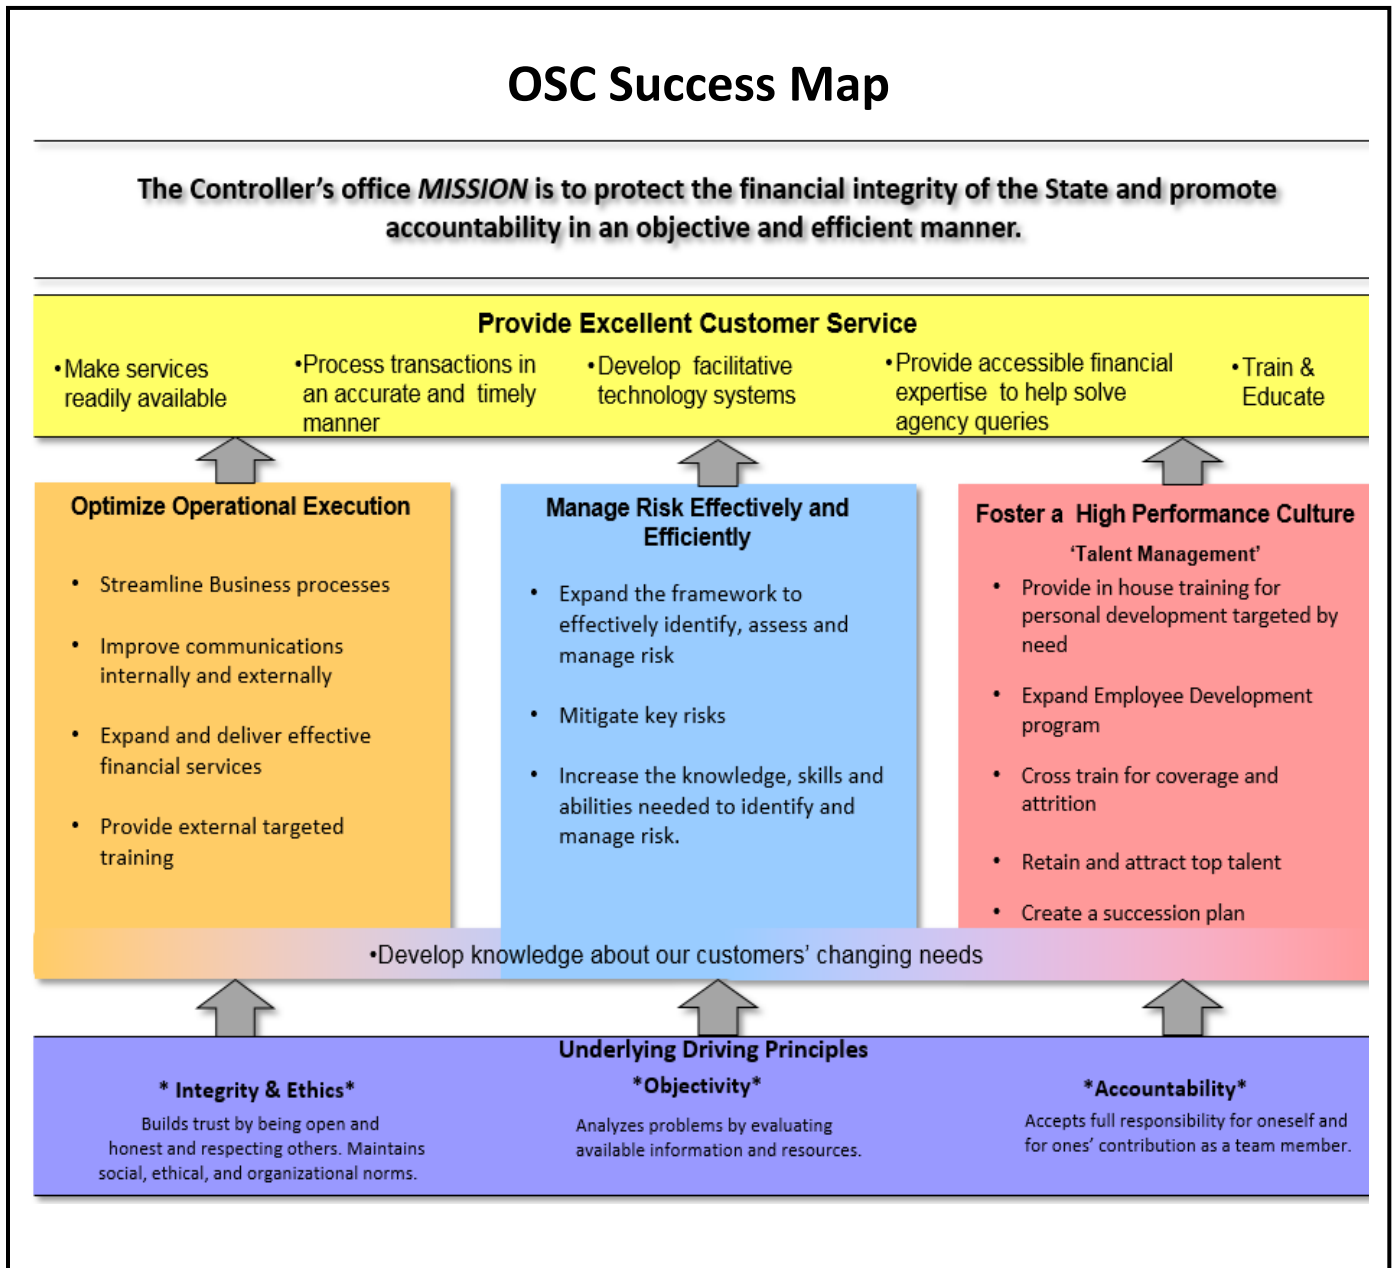 OSC Success Map
The Controller’s office MISSION is to protect the financial integrity of the State and promote
accountability in an objective and efficient manner.
Provide Excellent Customer Service
•Make services
readily available
•Process transactions in
an accurate and timely
manner
•Develop facilitative
technology systems
•Provide accessible financial
expertise to help solve
agency queries
•Train &
Educate
Optimize Operational Execution
• Streamline Business processes
• Improve communications
internally and externally
• Expand and deliver effective
financial services
• Provide external targeted
training
Manage Risk Effectively and
Efficiently
• Expand the framework to
effectively identify, assess and
manage risk
• Mitigate key risks
• Increase the knowledge, skills and
abilities needed to identify and
manage risk.
Foster a High Performance Culture
‘Talent Management’
• Provide in house training for
personal development targeted by
need
• Expand Employee Development
program
• Cross train for coverage and
attrition
• Retain and attract top talent
• Create a succession plan
•Develop knowledge about our customers’ changing needs
Underlying Driving Principles
* Integrity & Ethics*
Builds trust by being open and
honest and respecting others. Maintains
social, ethical, and organizational norms.
*Objectivity*
Analyzes problems by evaluating
available information and resources.
*Accountability*
Accepts full responsibility for oneself and
for ones’ contribution as a team member.